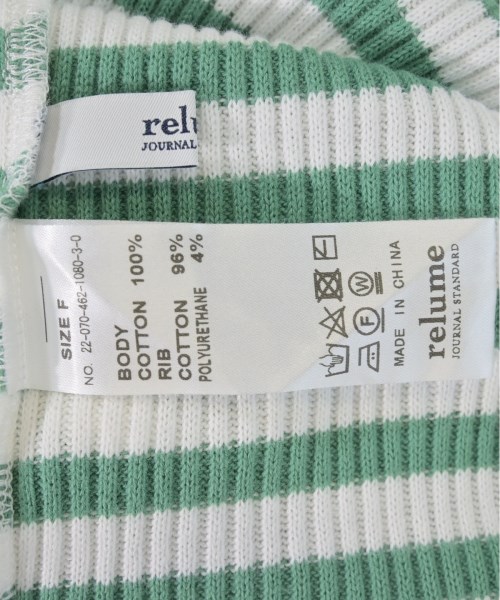 relu
JOURNAL
SIZE F
NO. 22-070-462-1080-3-0
BODY
COTTON 100%
RIB
COTTON 96%
POLYURETHANE 4%
MADE IN CHINA
relume
JOURNAL STANDARD